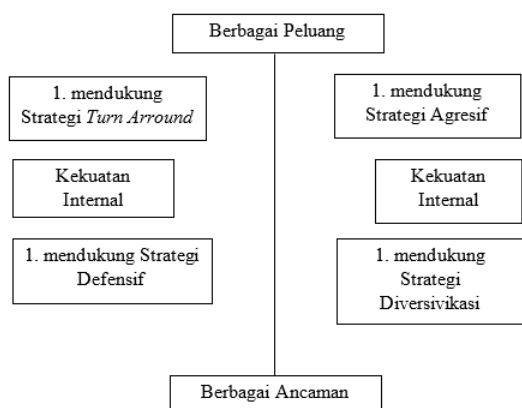 Berbagai Peluang
1. mendukung
Strategi Turn Arround
1. mendukung
Strategi Agresif
Kekuatan
Internal
Kekuatan
Internal
1. mendukung Strategi
Defensif
1. mendukung
Strategi
Diversivikasi
Berbagai Ancaman